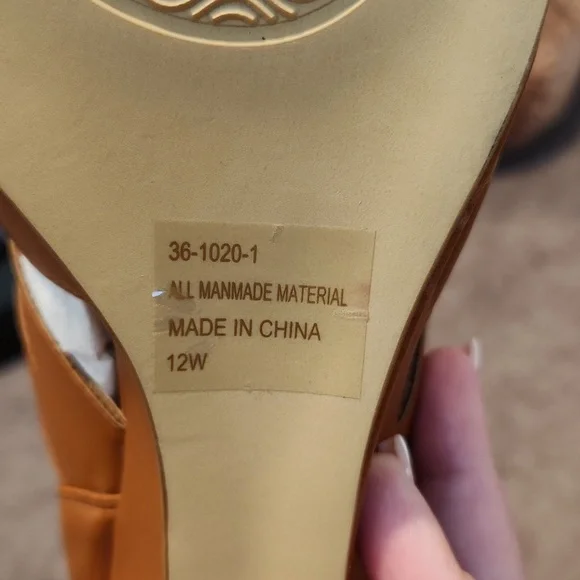 36-1020-1
ALL MANMADE MATERIAL
MADE IN CHINA
12W